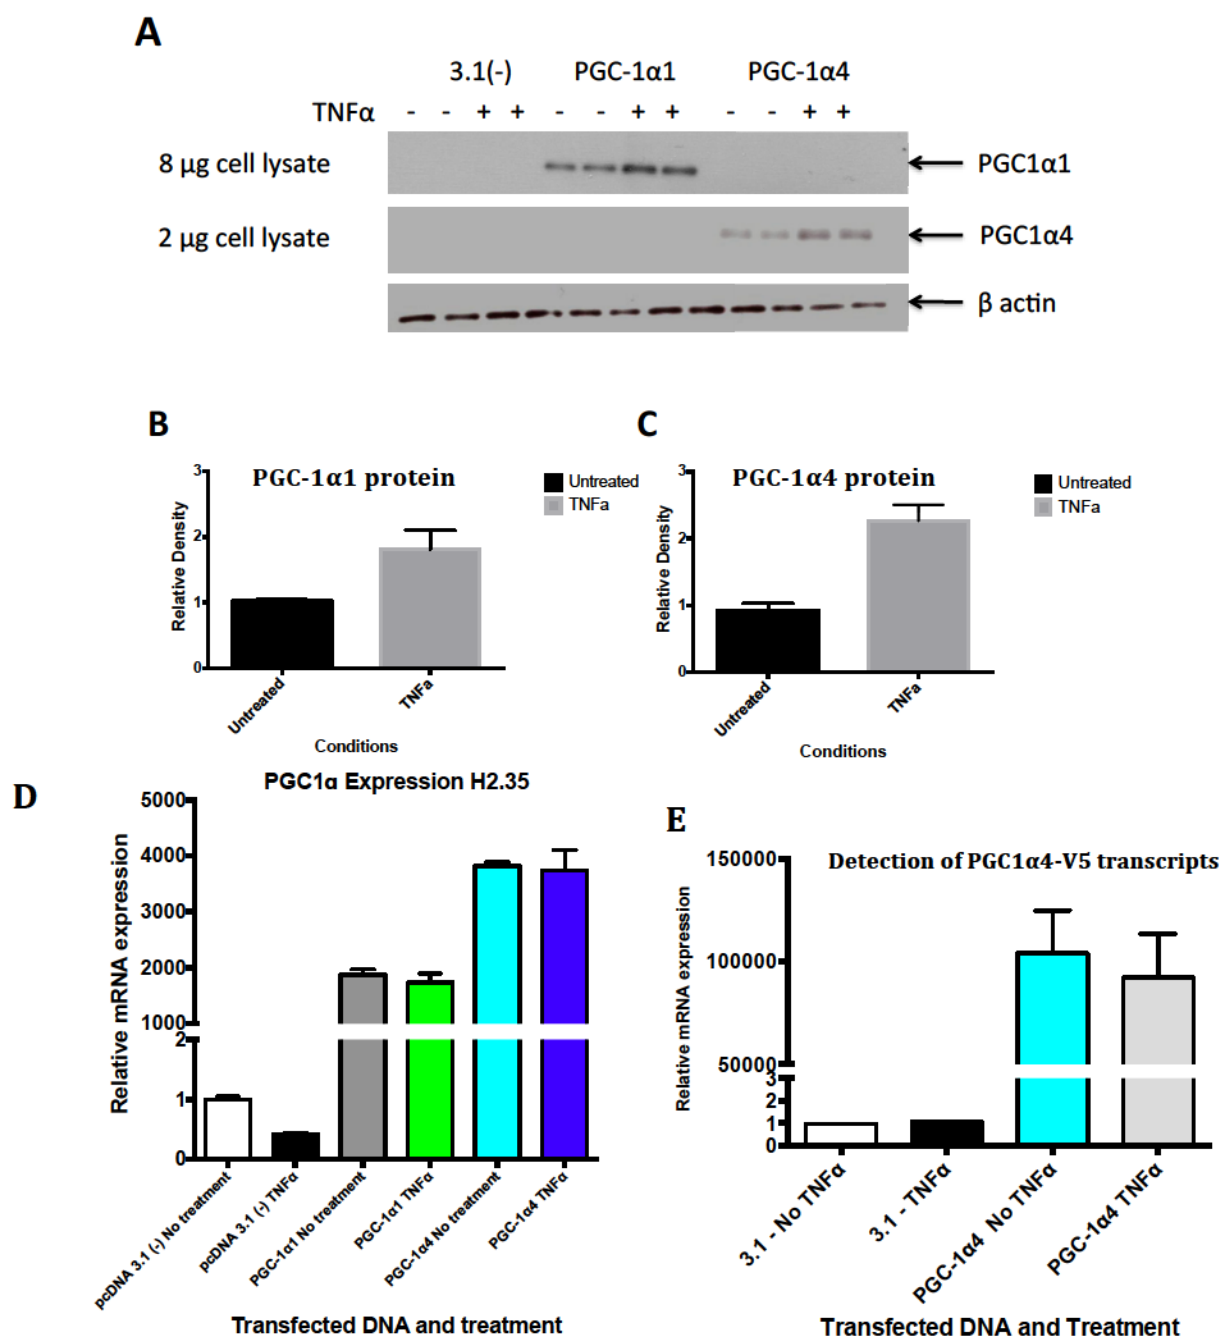 A
3.1(-) PGC-1α1 PGC-1α4
TNFα - - + + - - + + - - + +
8 µg cell lysate PGC1α1
2 µg cell lysate PGC1α4
β actin
B
PGC-1α1 protein
3
2
1
0
Relative Density
Untreated
TNFa
Untreated
TNFa
Conditions
C
PGC-1α4 protein
3
2
1
0
Relative Density
Untreated
TNFa
Untreated
TNFa
Conditions
D
PGC1α Expression H2.35
5000
4000
3000
2000
1000
2
1
0
Relative mRNA expression
pcDNA 3.1 (-) No treatment
pcDNA 3.1 (-) TNFα
PGC-1α1 No treatment
PGC-1α1 TNFα
PGC-1α4 No treatment
PGC-1α4 TNFα
Transfected DNA and treatment
E
Detection of PGC1α4-V5 transcripts
150000
100000
50000
3
2
1
0
Relative mRNA expression
3.1 - No TNFα
3.1 - TNFα
PGC-1α4 No TNFα
PGC-1α4 TNFα
Transfected DNA and Treatment